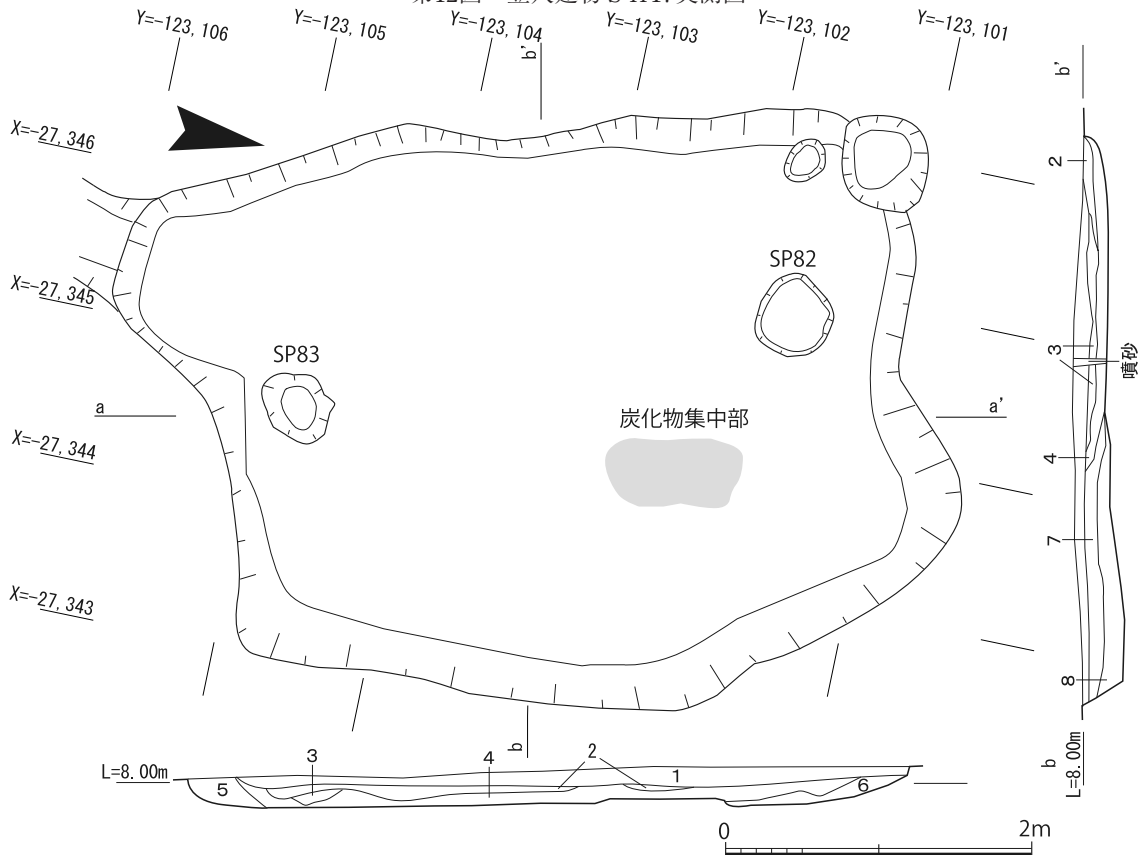 Y=-123, 106
Y=-123, 105
Y=-123, 104
Y=-123, 103
Y=-123, 102
Y=-123, 101
b'
b'
X=-27, 346
2
X=-27, 345
SP82
SP83
3
噴砂
a
a'
炭化物集中部
X=-27, 344
4
7
X=-27, 343
8
b
b
L=8.00m
L=8.00m
3
4
2
1
5
6
0
2m